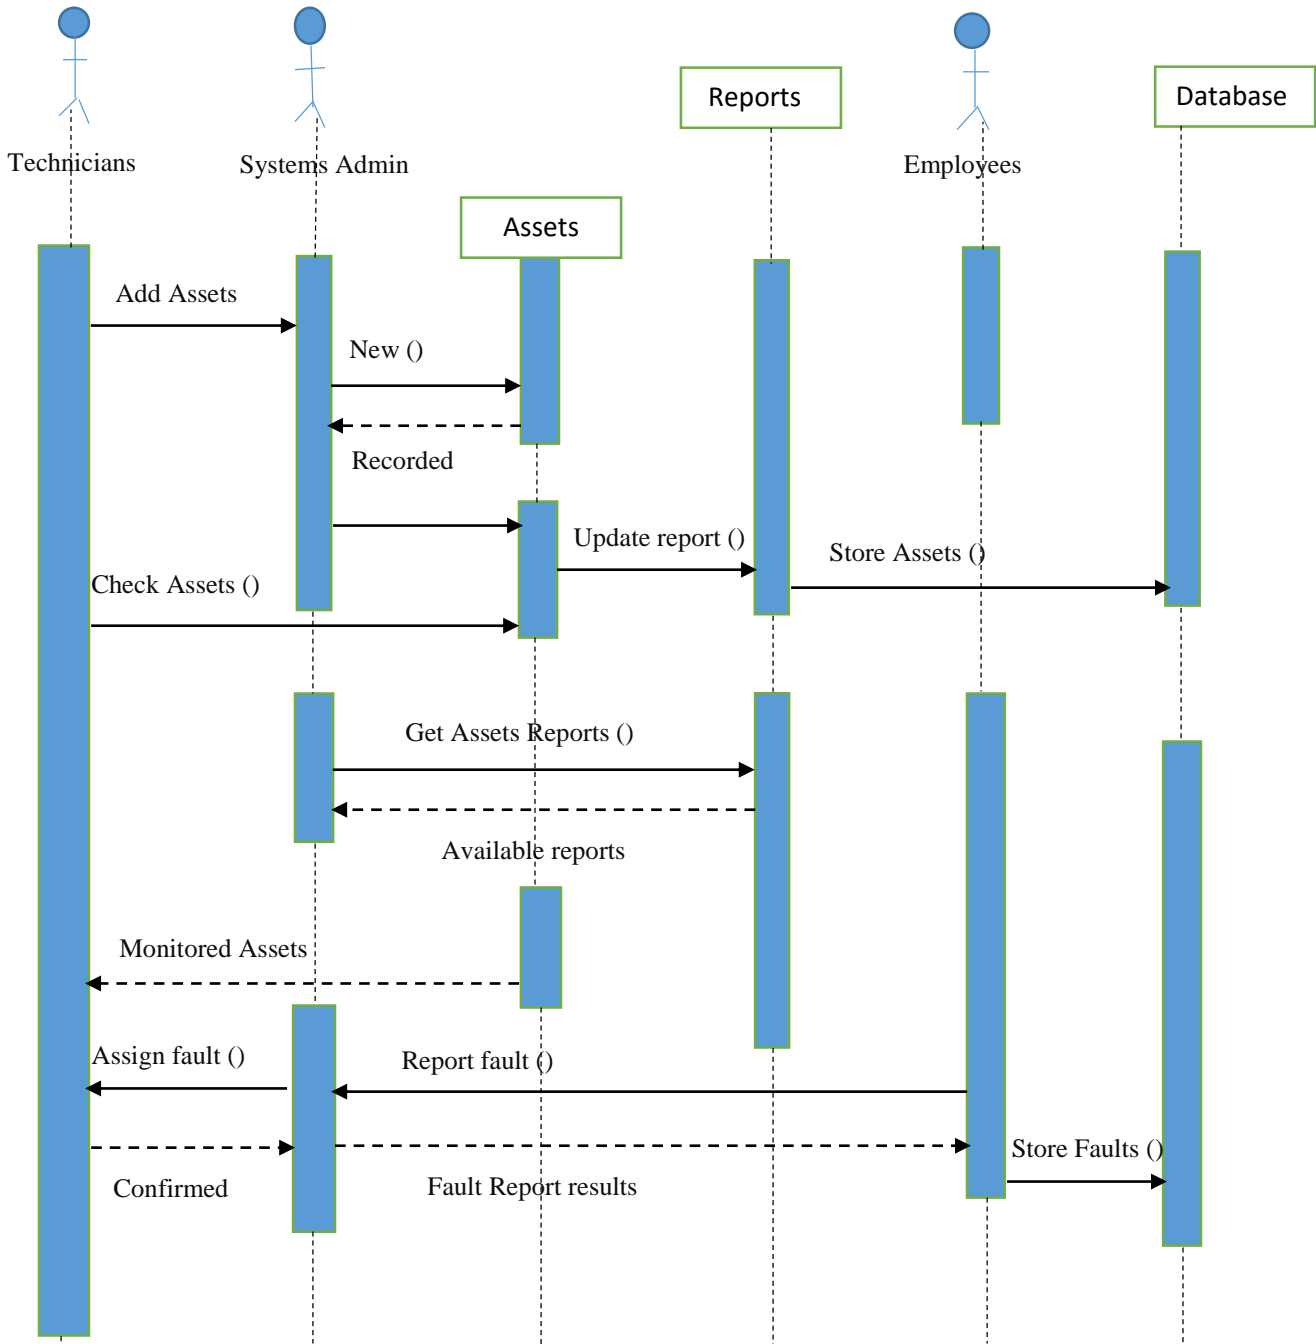 Reports
Database
Technicians
Systems Admin
Employees
Assets
Add Assets
New ()
Recorded
Update report ()
Store Assets ()
Check Assets ()
Get Assets Reports ()
Available reports
Monitored Assets
Assign fault ()
Report fault ()
Store Faults ()
Confirmed
Fault Report results